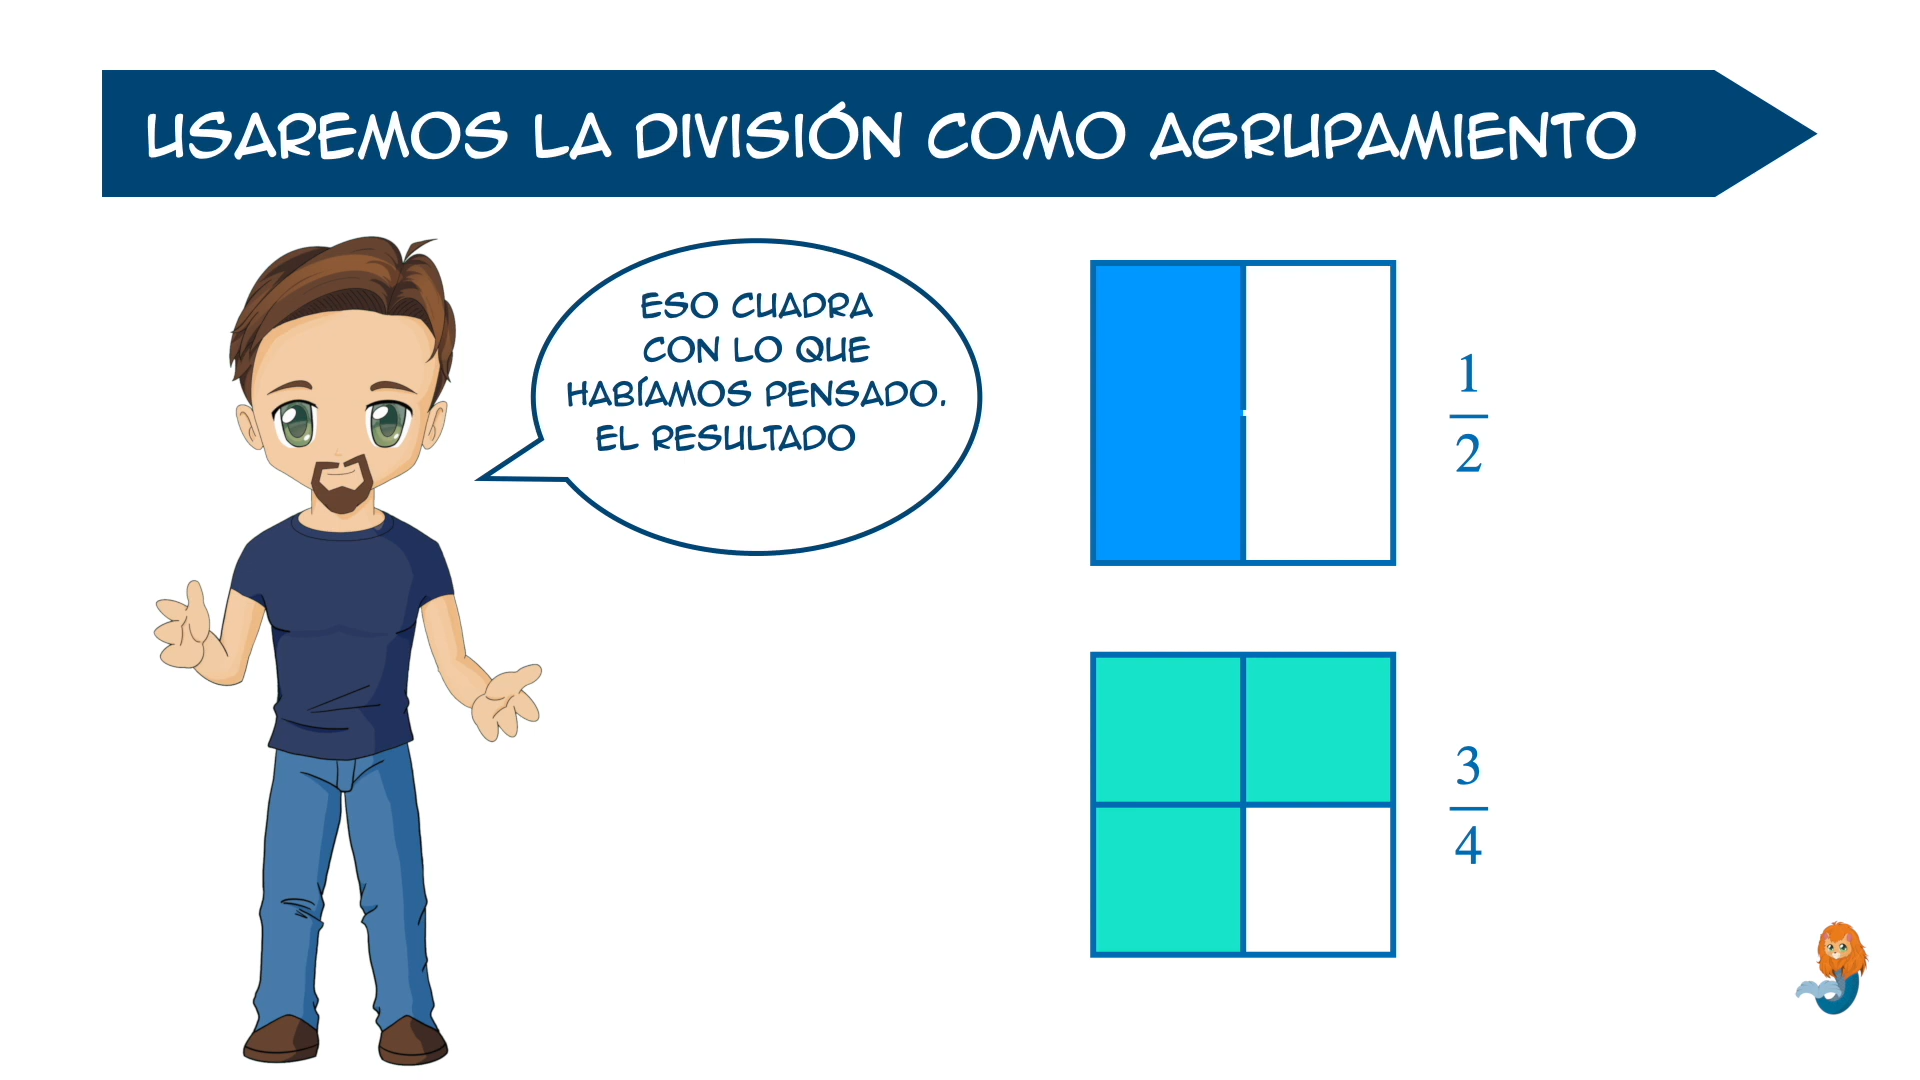 USAREMOS LA DIVISIÓN COMO AGRUPAMIENTO
ESO CUADRA
CON LO QUE
HABÍAMOS PENSADO.
EL RESULTADO
1
2
3
4